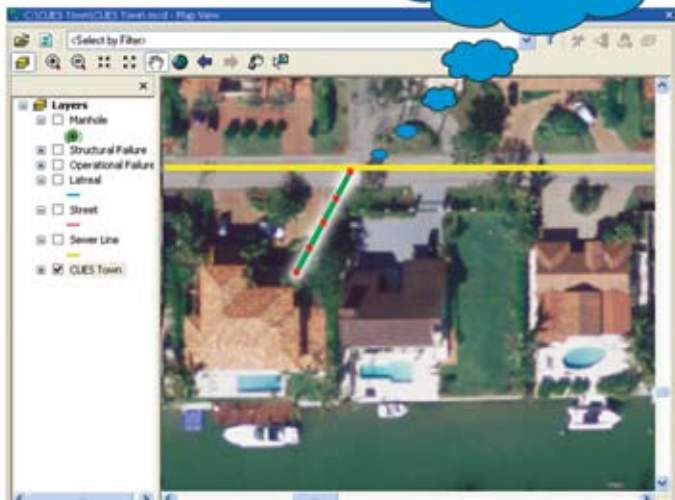 C:\CUES Town\CUES Town.mxd - Map View
<Select by Filter>
Layers
Manhole
Structural Failure
Operational Failure
Latreal
Street
Sewer Line
CUES Town